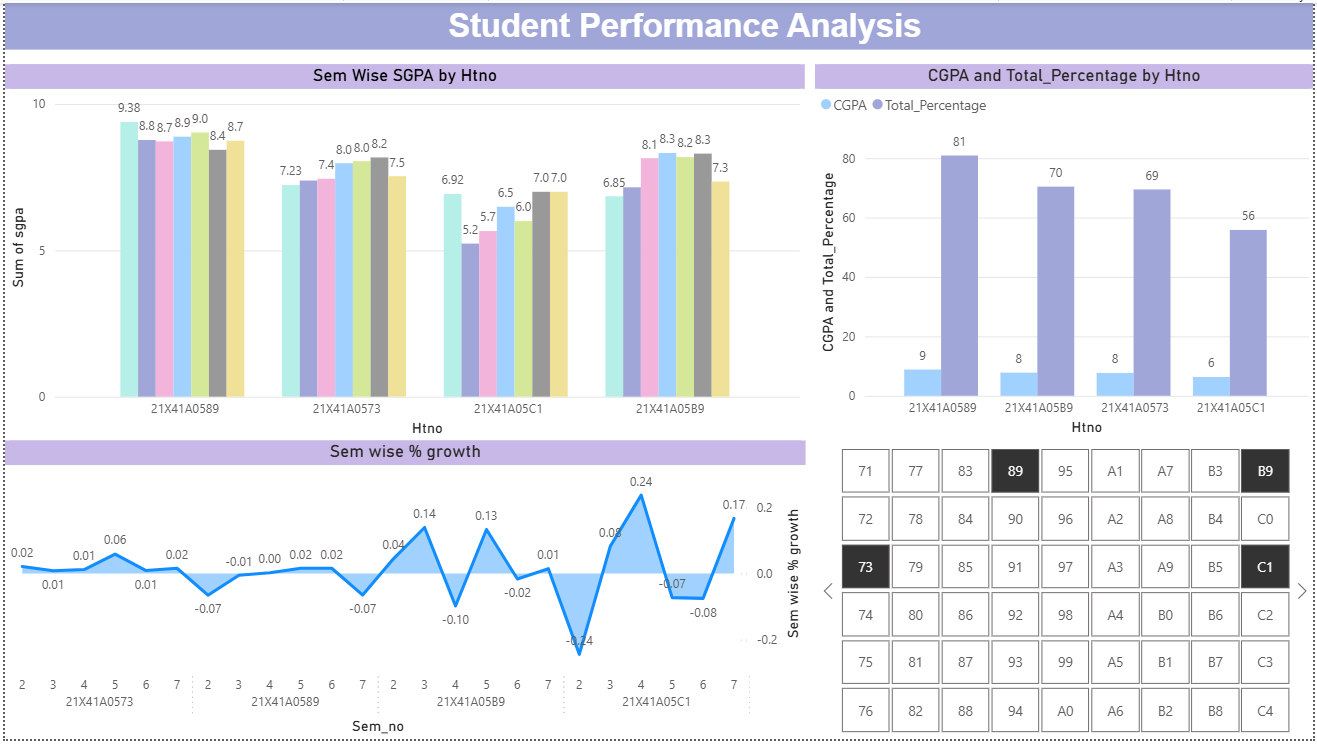 Student Performance Analysis
Sem Wise SGPA by Htno
10
5
0
Sum of sgpa
9.38 8.8 8.7 8.9 9.0 8.4 8.7
7.23 7.4 8.0 8.0 8.2 7.5
6.92 5.2 5.7 6.5 6.0 7.0 7.0
6.85 8.1 8.3 8.2 8.3 7.3
21X41A0589 21X41A0573 21X41A05C1 21X41A05B9
Htno
CGPA and Total_Percentage by Htno
CGPA Total_Percentage
80
60
40
20
0
CGPA and Total_Percentage
9 81 8 70 8 69 6 56
21X41A0589 21X41A05B9 21X41A0573 21X41A05C1
Htno
Sem wise % growth
0.02 0.01 0.01 0.06 0.01 0.02
-0.07 -0.01 0.00 0.02 0.02 -0.07
0.04 0.14 -0.10 0.13 -0.02 0.01
-0.24 0.08 0.24 -0.07 -0.08 0.17
0.2
0.0
-0.2
Sem wise % growth
2 3 4 5 6 7 2 3 4 5 6 7 2 3 4 5 6 7 2 3 4 5 6 7
21X41A0573 21X41A0589 21X41A05B9 21X41A05C1
Sem_no
71 77 83 89 95 A1 A7 B3 B9
72 78 84 90 96 A2 A8 B4 C0
73 79 85 91 97 A3 A9 B5 C1
74 80 86 92 98 A4 B0 B6 C2
75 81 87 93 99 A5 B1 B7 C3
76 82 88 94 A0 A6 B2 B8 C4